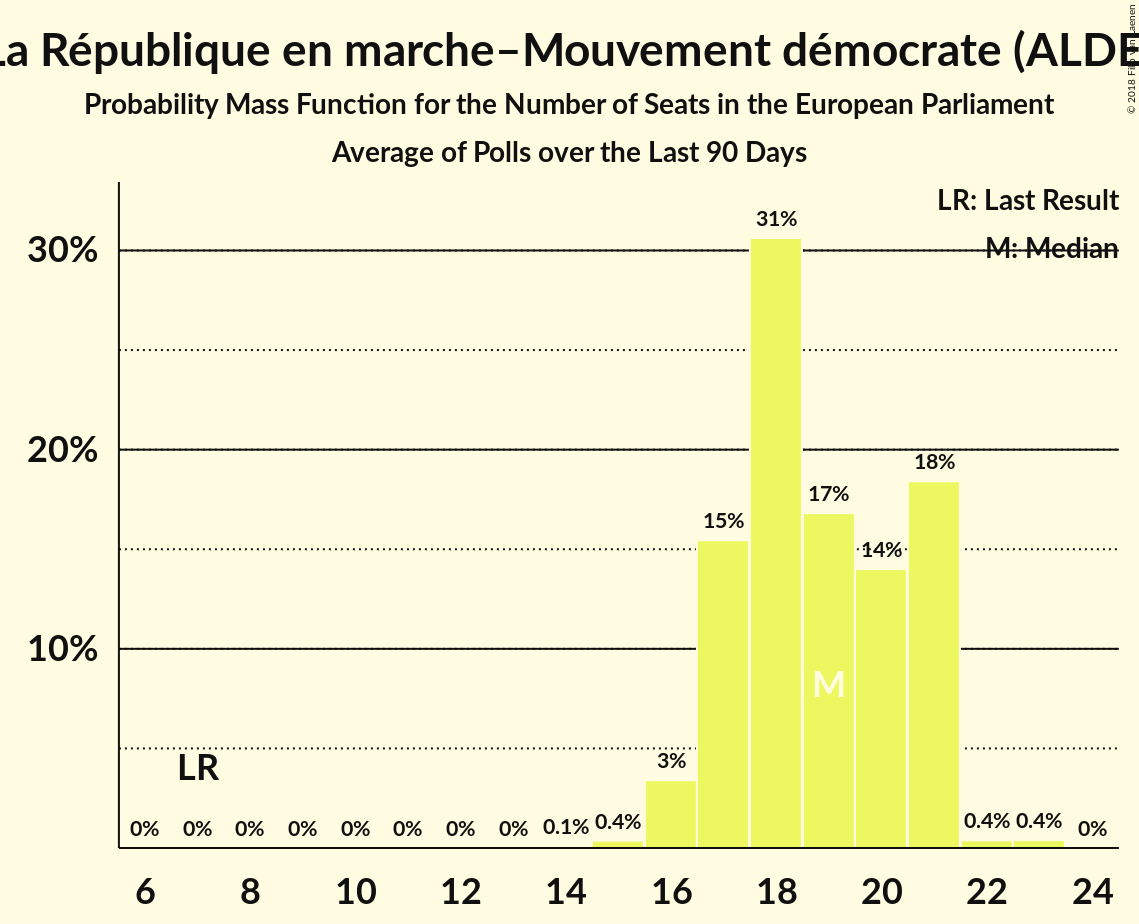 La République en marche–Mouvement démocrate (ALDE
Probability Mass Function for the Number of Seats in the European Parliament
Average of Polls over the Last 90 Days
LR: Last Result
M: Median
30%
20%
10%
31%
18%
17%
15%
14%
M
LR
3%
0% 0% 0% 0% 0% 0% 0% 0% 0.1% 0.4% 0.4% 0.4% 0%
6 8 10 12 14 16 18 20 22 24
© 2018